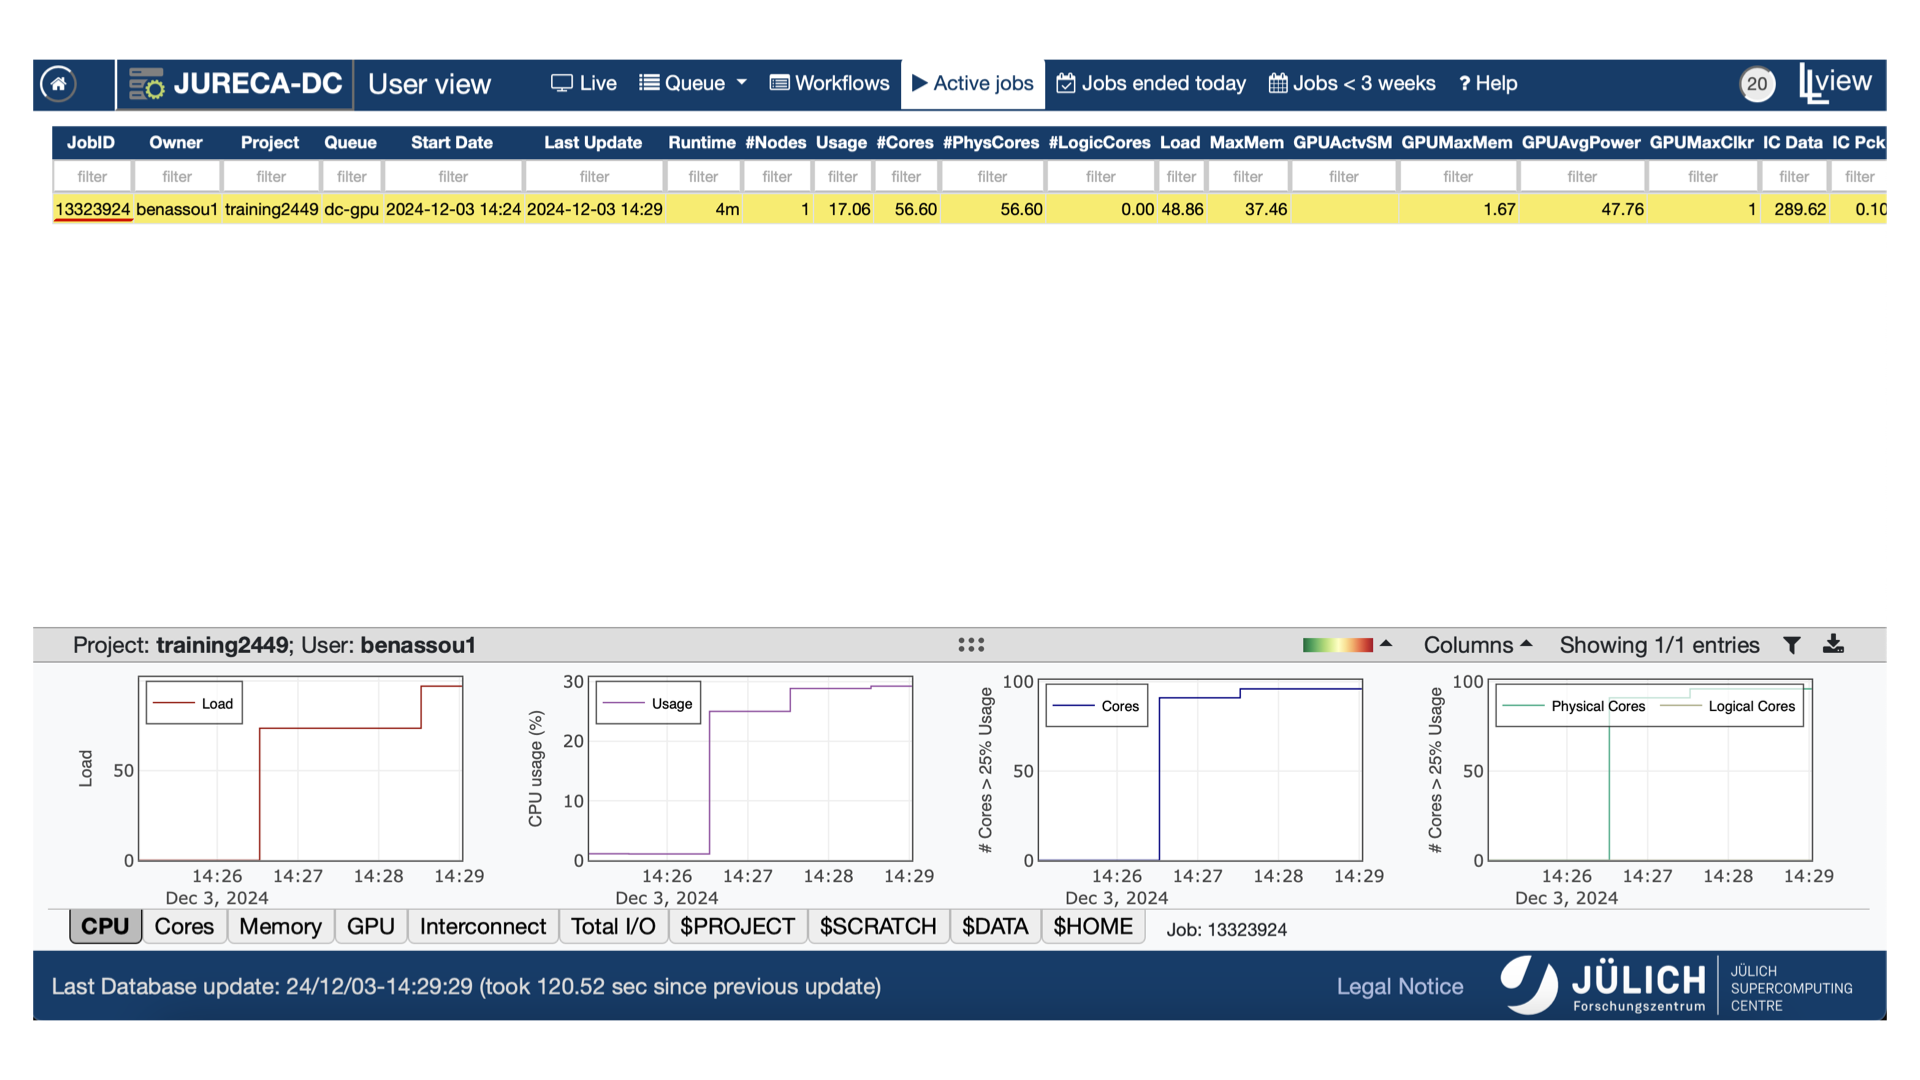 JURECA-DC User view Live Queue Workflows Active jobs Jobs ended today Jobs < 3 weeks ? Help 20 LLview
JobID Owner Project Queue Start Date Last Update Runtime #Nodes Usage #Cores #PhysCores #LogicCores Load MaxMem GPUActvSM GPUMaxMem GPUAvgPower GPUMaxClkr IC Data IC Pck
filter filter filter filter filter filter filter filter filter filter filter filter filter filter filter filter filter filter filter filter
13323924 benassou1 training2449 dc-gpu 2024-12-03 14:24 2024-12-03 14:29 4m 1 17.06 56.60 56.60 0.00 48.86 37.46 1.67 47.76 1 289.62 0.10
Project: training2449; User: benassou1 Columns Showing 1/1 entries
Load
Load
50
0
14:26 14:27 14:28 14:29
Dec 3, 2024
CPU usage (%)
Usage
30
20
10
0
14:26 14:27 14:28 14:29
Dec 3, 2024
# Cores > 25% Usage
Cores
100
50
0
14:26 14:27 14:28 14:29
Dec 3, 2024
# Cores > 25% Usage
Physical Cores Logical Cores
100
50
0
14:26 14:27 14:28 14:29
Dec 3, 2024
CPU Cores Memory GPU Interconnect Total I/O $PROJECT $SCRATCH $DATA $HOME Job: 13323924
Last Database update: 24/12/03-14:29:29 (took 120.52 sec since previous update) Legal Notice
JÜLICH
Forschungszentrum
JÜLICH
SUPERCOMPUTING
CENTRE